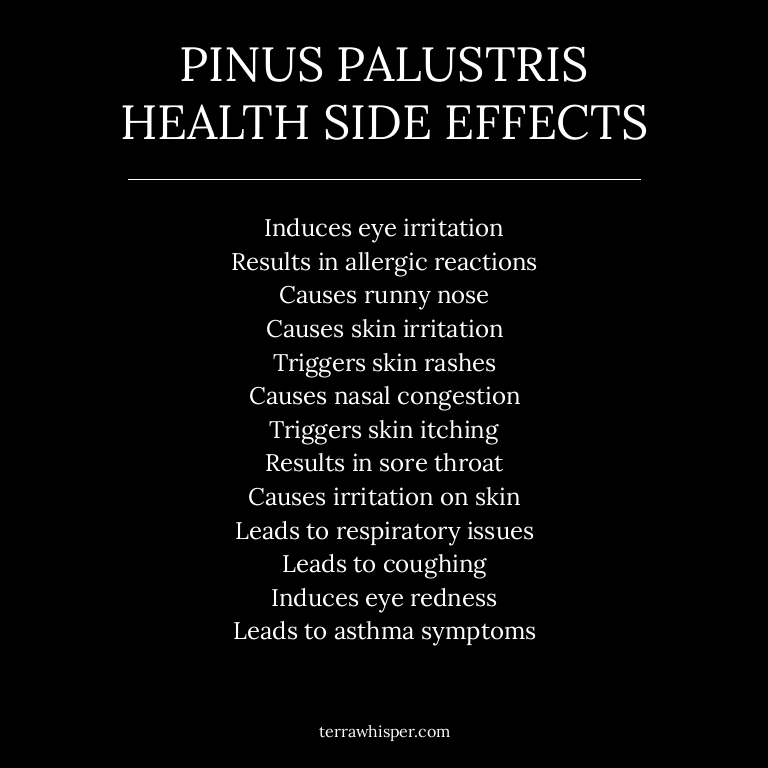 PINUS PALUSTRIS
HEALTH SIDE EFFECTS
Induces eye irritation
Results in allergic reactions
Causes runny nose
Causes skin irritation
Triggers skin rashes
Causes nasal congestion
Triggers skin itching
Results in sore throat
Causes irritation on skin
Leads to respiratory issues
Leads to coughing
Induces eye redness
Leads to asthma symptoms
terrawhisper.com